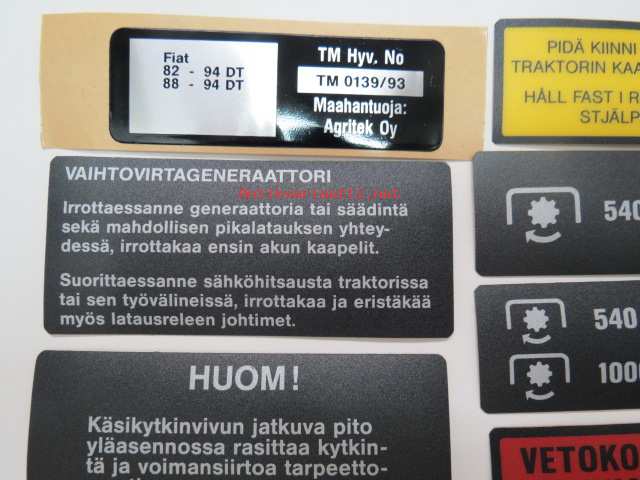 Fiat
82 - 94 DT
88 - 94 DT
TM Hyv. No
TM 0139/93
Maahantuoja:
Agritek Oy
PIDÄ KIINNI
TRAKTORIN KAA
HÅLL FAST I R
STJÄLP
VAIHTOVIRTAGENERAATTORI
Irrottaessanne generaattoria tai säädintä
sekä mahdollisen pikalatauksen yhtey-
dessä, irrottakaa ensin akun kaapelit.
Suorittaessanne sähköhitsausta traktorissa
tai sen työvälineissä, irrottakaa ja eristäkää
myös latausreleen johtimet.
540
540
1000
HUOM!
Käsikytkinvivun jatkuva pito
yläasennossa rasittaa kytkin-
tä ja voimansiirtoa tarpeetto-
VETOKO